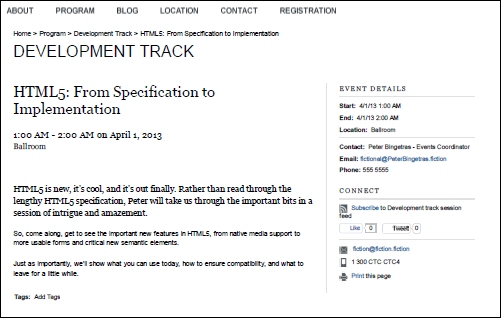 ABOUT PROGRAM BLOG LOCATION CONTACT REGISTRATION
Home > Program > Development Track > HTML5: From Specification to Implementation
DEVELOPMENT TRACK
HTML5: From Specification to
Implementation
1:00 AM - 2:00 AM on April 1, 2013
Ballroom
HTML5 is new, it's cool, and it's out finally. Rather than read through the
lengthy HTML5 specification, Peter will take us through the important bits in a
session of intrigue and amazement.
So, come along, get to see the important new features in HTML5, from native media support to
more usable forms and critical new semantic elements.
Just as importantly, we'll show what you can use today, how to ensure compatibility, and what to
leave for a little while.
Tags: Add Tags
EVENT DETAILS
Start: 4/1/13 1:00 AM
End: 4/1/13 2:00 AM
Location: Ballroom
Contact: Peter Bingetras - Events Coordinator
Email: fictional@PeterBingetras.fiction
Phone: 555 5555
CONNECT
Subscribe to Development track session
feed
Like 0 Tweet 0
fiction@fiction.fiction
1 300 CTC CTC4
Print this page